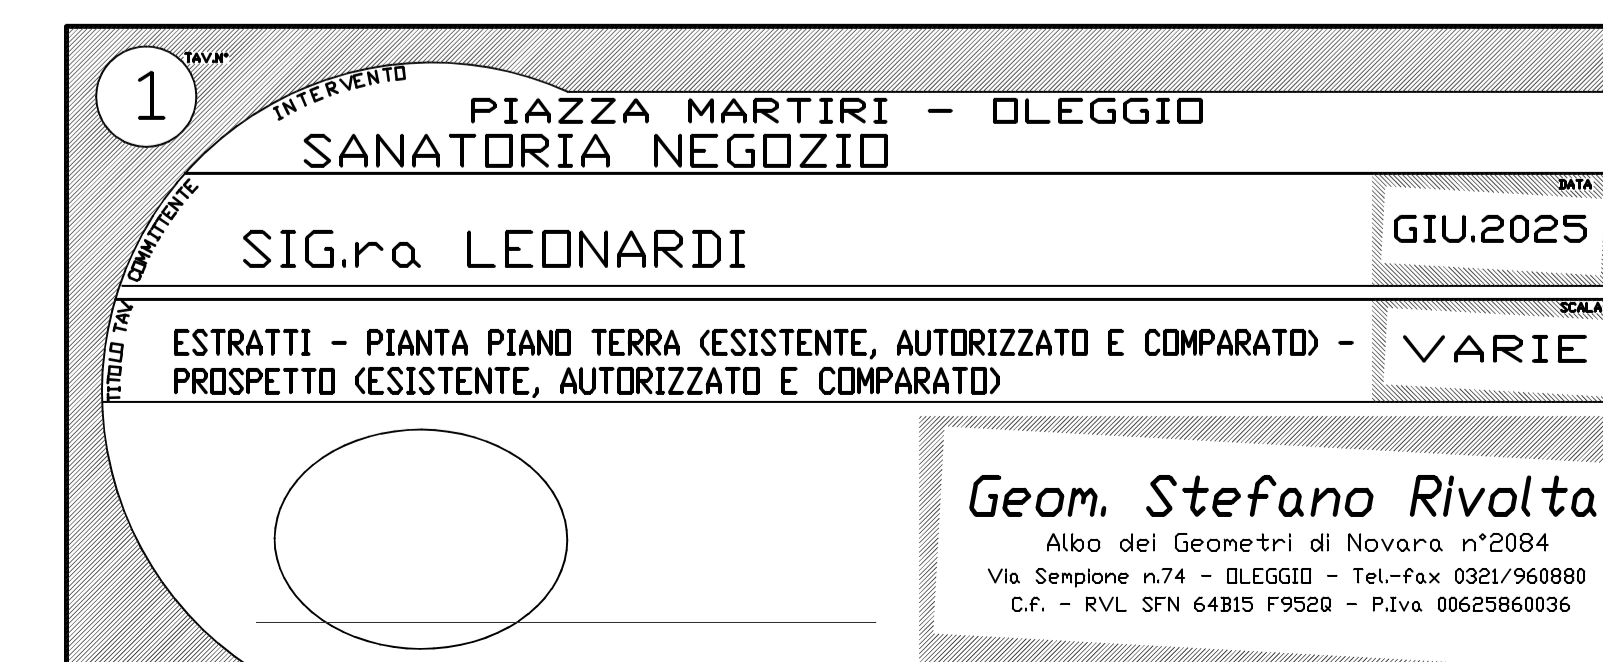 TAV.N°
1
INTERVENTO
PIAZZA MARTIRI - OLEGGIO
SANATORIA NEGOZIO
COMMITTENTE
SIG.ra LEONARDI
DATA
GIU.2025
TITOLO TAV
ESTRATTI - PIANTA PIANO TERRA (ESISTENTE, AUTORIZZATO E COMPARATO) -
PROSPETTO (ESISTENTE, AUTORIZZATO E COMPARATO)
SCALA
VARIE
Geom. Stefano Rivolta
Albo dei Geometri di Novara n°2084
Via Sempione n.74 - OLEGGIO - Tel.-fax 0321/960880
C.f. - RVL SFN 64B15 F952Q - P.Iva 00625860036